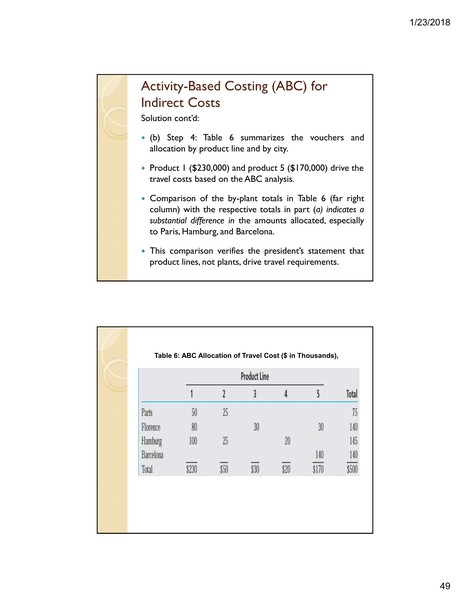 1/23/2018
Activity-Based Costing (ABC) for
Indirect Costs
Solution cont'd:
• (b) Step 4: Table 6 summarizes the vouchers and
allocation by product line and by city.
• Product 1 ($230,000) and product 5 ($170,000) drive the
travel costs based on the ABC analysis.
• Comparison of the by-plant totals in Table 6 (far right
column) with the respective totals in part (a) indicates a
substantial difference in the amounts allocated, especially
to Paris, Hamburg, and Barcelona.
• This comparison verifies the president's statement that
product lines, not plants, drive travel requirements.
Table 6: ABC Allocation of Travel Cost ($ in Thousands),
Product Line
1 2 3 4 5 Total
Paris 50 25 75
Florence 80 30 30 140
Hamburg 100 25 20 145
Barcelona 140 140
Total $230 $50 $30 $20 $170 $500
49